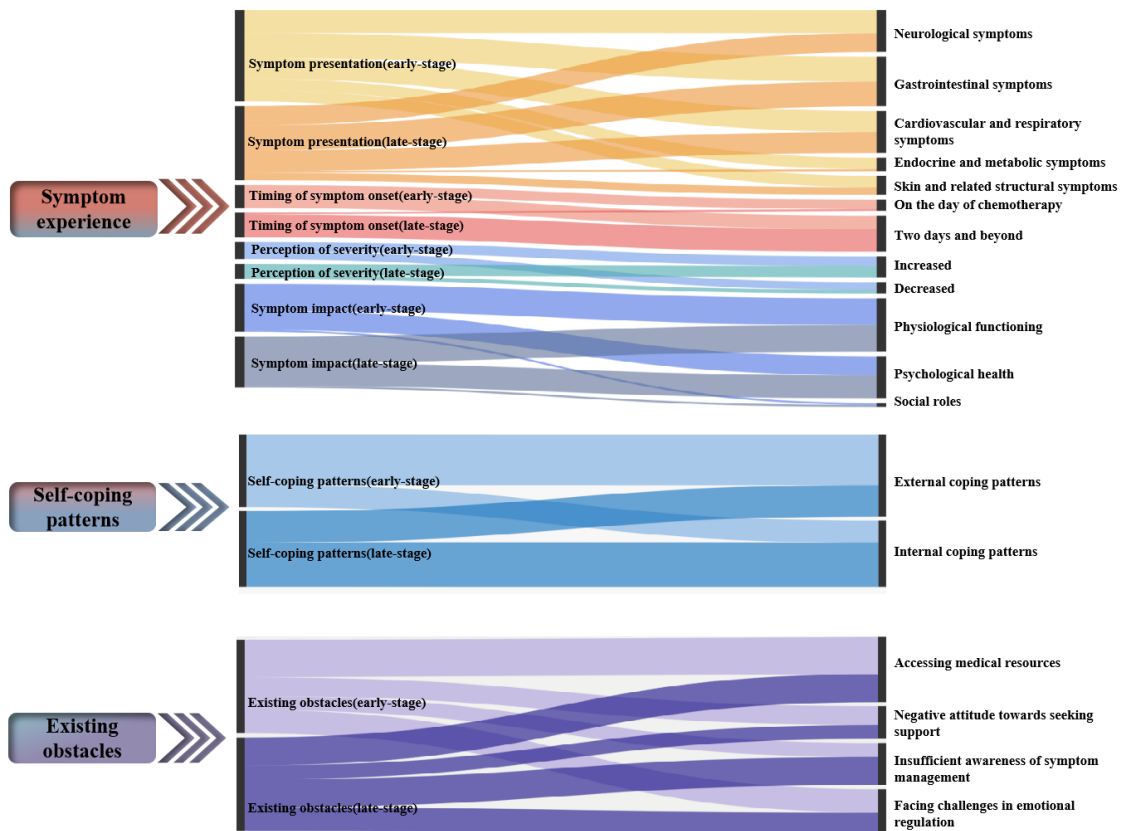 Symptom
experience
Symptom presentation(early-stage)
Symptom presentation(late-stage)
Timing of symptom onset(early-stage)
Timing of symptom onset(late-stage)
Perception of severity(early-stage)
Perception of severity(late-stage)
Symptom impact(early-stage)
Symptom impact(late-stage)
Neurological symptoms
Gastrointestinal symptoms
Cardiovascular and respiratory
symptoms
Endocrine and metabolic symptoms
Skin and related structural symptoms
On the day of chemotherapy
Two days and beyond
Increased
Decreased
Physiological functioning
Psychological health
Social roles
Self-coping
patterns
Self-coping patterns(early-stage)
Self-coping patterns(late-stage)
External coping patterns
Internal coping patterns
Existing
obstacles
Existing obstacles(early-stage)
Existing obstacles(late-stage)
Accessing medical resources
Negative attitude towards seeking
support
Insufficient awareness of symptom
management
Facing challenges in emotional
regulation